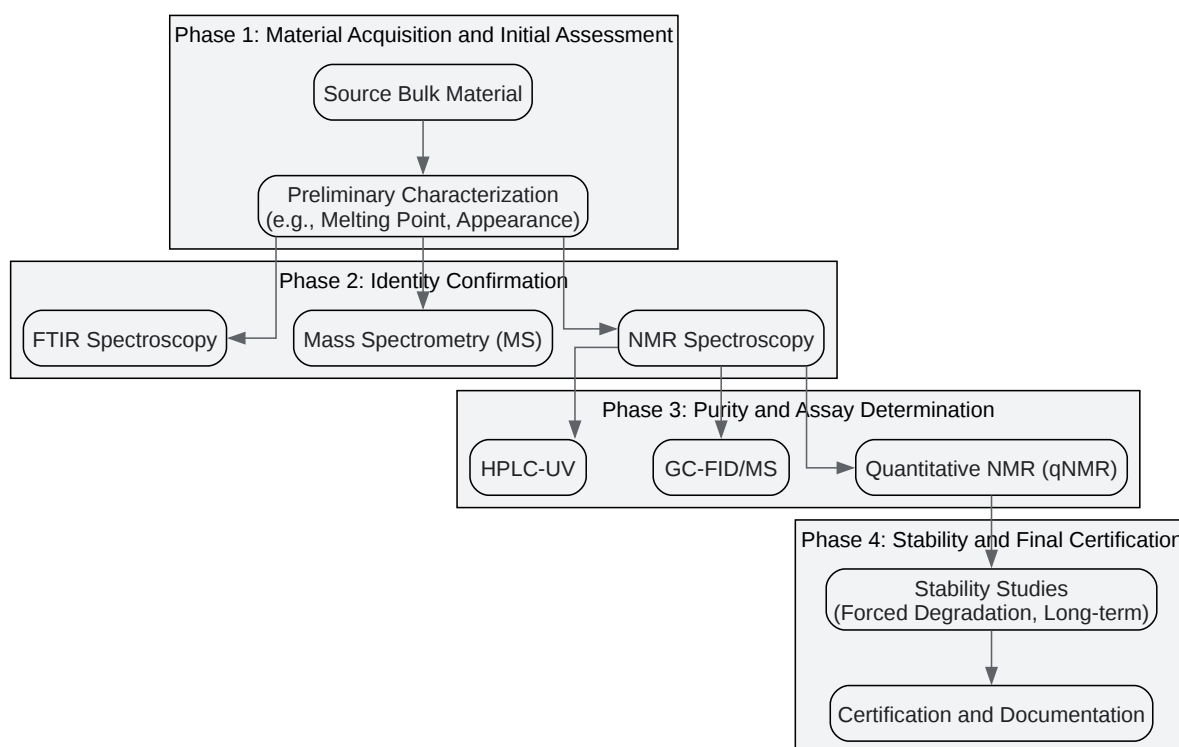 Phase 1: Material Acquisition and Initial Assessment
Source Bulk Material
Preliminary Characterization
(e.g., Melting Point, Appearance)
Phase 2: Identity Confirmation
FTIR Spectroscopy
Mass Spectrometry (MS)
NMR Spectroscopy
Phase 3: Purity and Assay Determination
HPLC-UV
GC-FID/MS
Quantitative NMR (qNMR)
Phase 4: Stability and Final Certification
Stability Studies
(Forced Degradation, Long-term)
Certification and Documentation